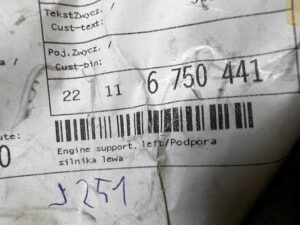 TekstZwycz. /
Cust-text:
Poj.Zwycz. /
Cust-bin:
22 11 6 750 441
ute:
0
Engine support, left/Podpora
silnika lewa
251